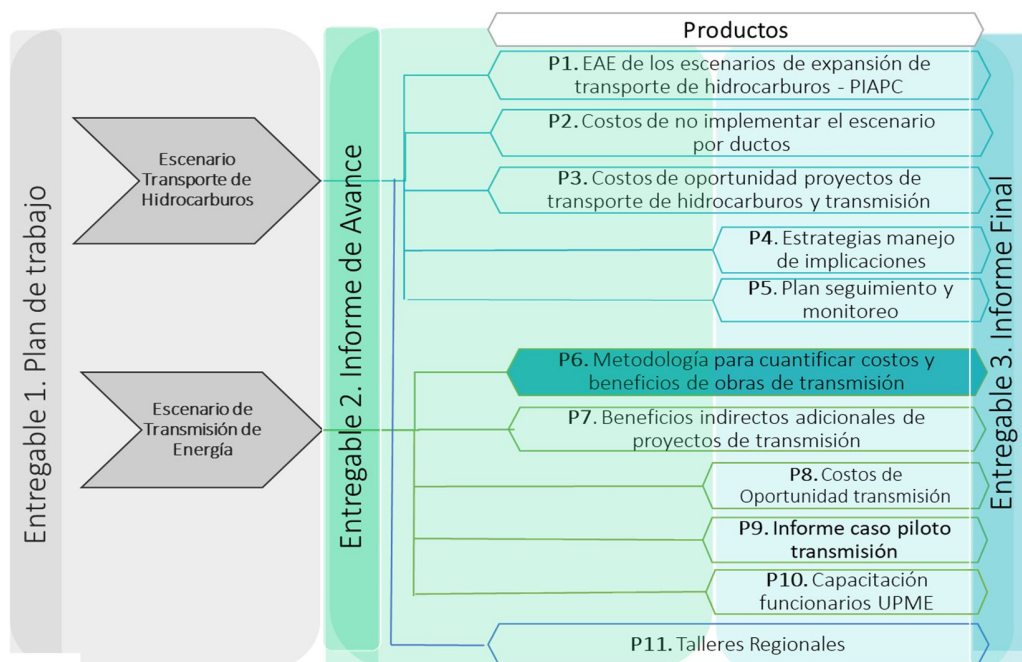 Productos
Entregable 1. Plan de trabajo
Escenario
Transporte de
Hidrocarburos
Escenario de
Transmisión de
Energía
Entregable 2. Informe de Avance
P1. EAE de los escenarios de expansión de
transporte de hidrocarburos - PIAPC
P2. Costos de no implementar el escenario
por ductos
P3. Costos de oportunidad proyectos de
transporte de hidrocarburos y transmisión
P4. Estrategias manejo
de implicaciones
P5. Plan seguimiento y
monitoreo
P6. Metodología para cuantificar costos y
beneficios de obras de transmisión
P7. Beneficios indirectos adicionales de
proyectos de transmisión
P8. Costos de
Oportunidad transmisión
P9. Informe caso piloto
transmisión
P10. Capacitación
funcionarios UPME
P11. Talleres Regionales
Entregable 3. Informe Final